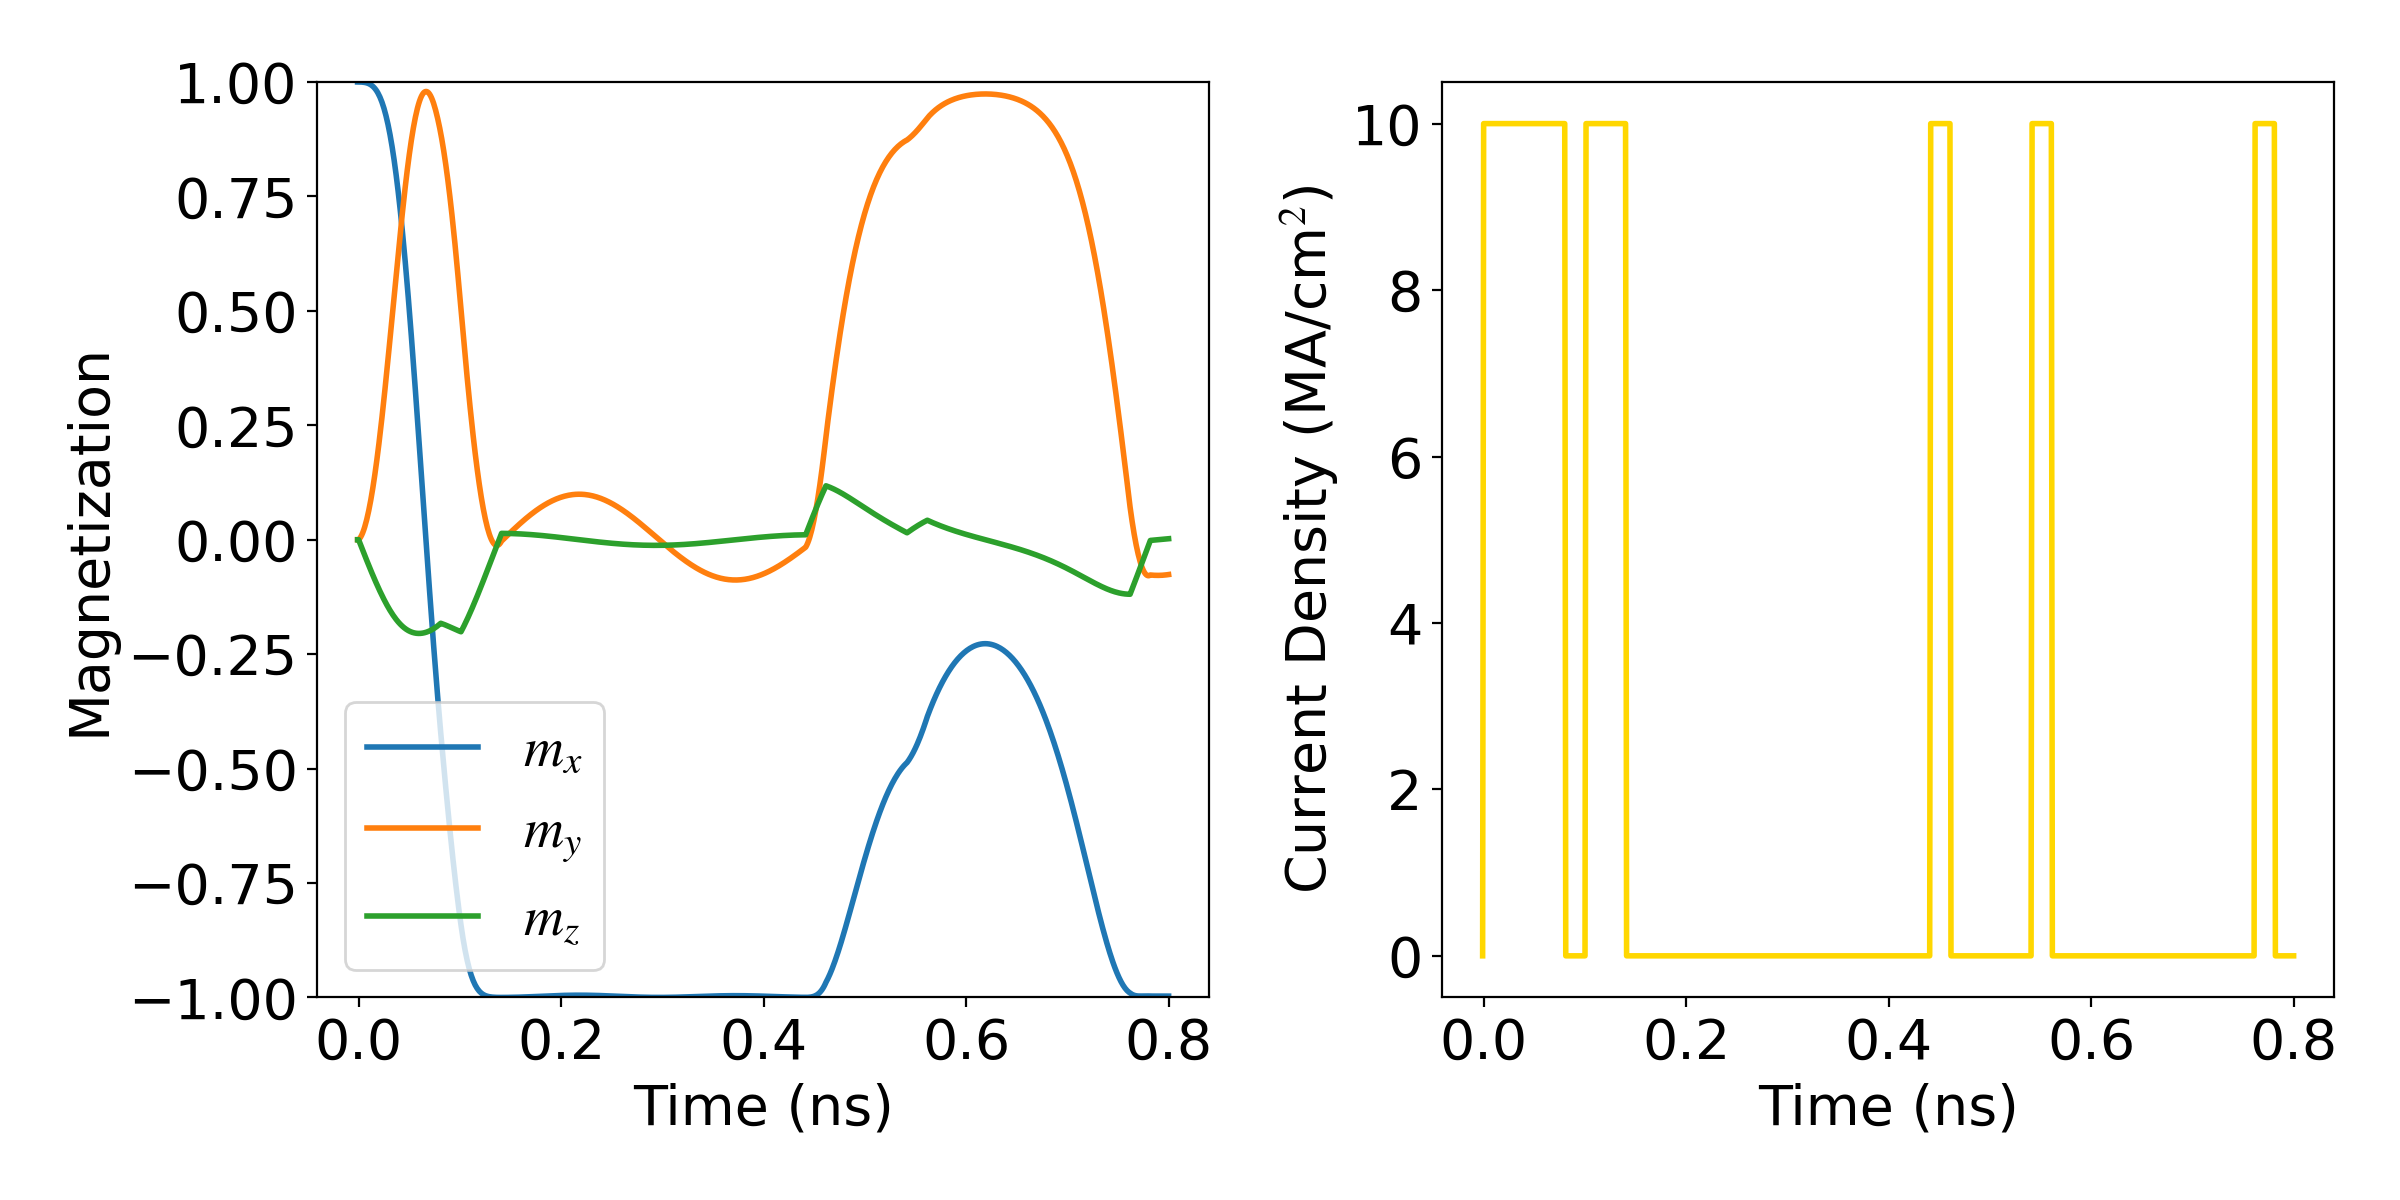 Magnetization
1.00
0.75
0.50
0.25
0.00
−0.25
−0.50
−0.75
−1.00
m_x
m_y
m_z
0.0 0.2 0.4 0.6 0.8
Time (ns)
Current Density (MA/cm²)
10
8
6
4
2
0
0.0 0.2 0.4 0.6 0.8
Time (ns)